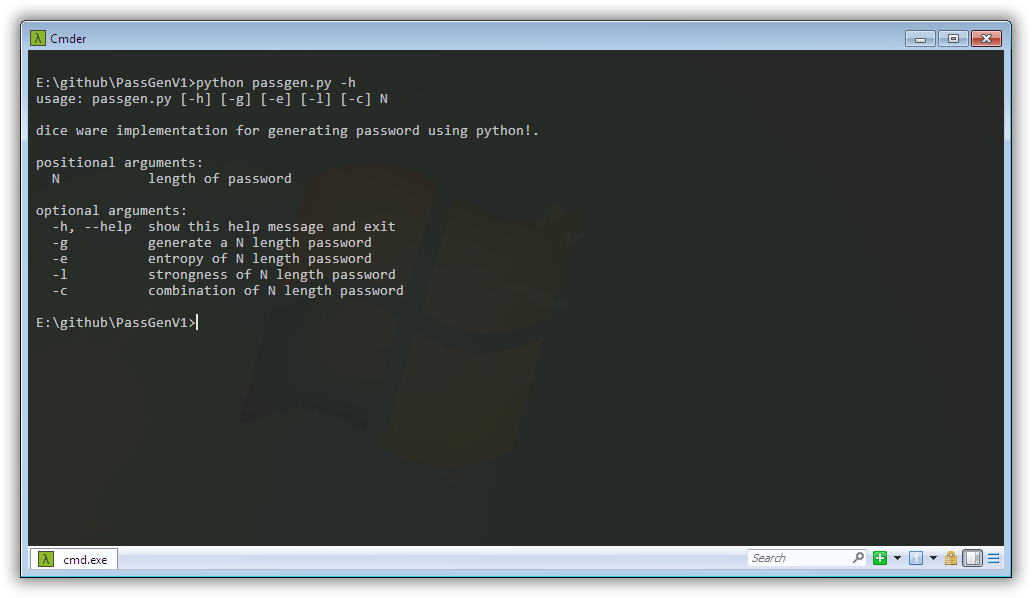 λ Cmder
E:\github\PassGenV1>python passgen.py -h
usage: passgen.py [-h] [-g] [-e] [-l] [-c] N
dice ware implementation for generating password using python!.
positional arguments:
  N           length of password
optional arguments:
  -h, --help  show this help message and exit
  -g          generate a N length password
  -e          entropy of N length password
  -l          strongness of N length password
  -c          combination of N length password
E:\github\PassGenV1>
λ cmd.exe
Search